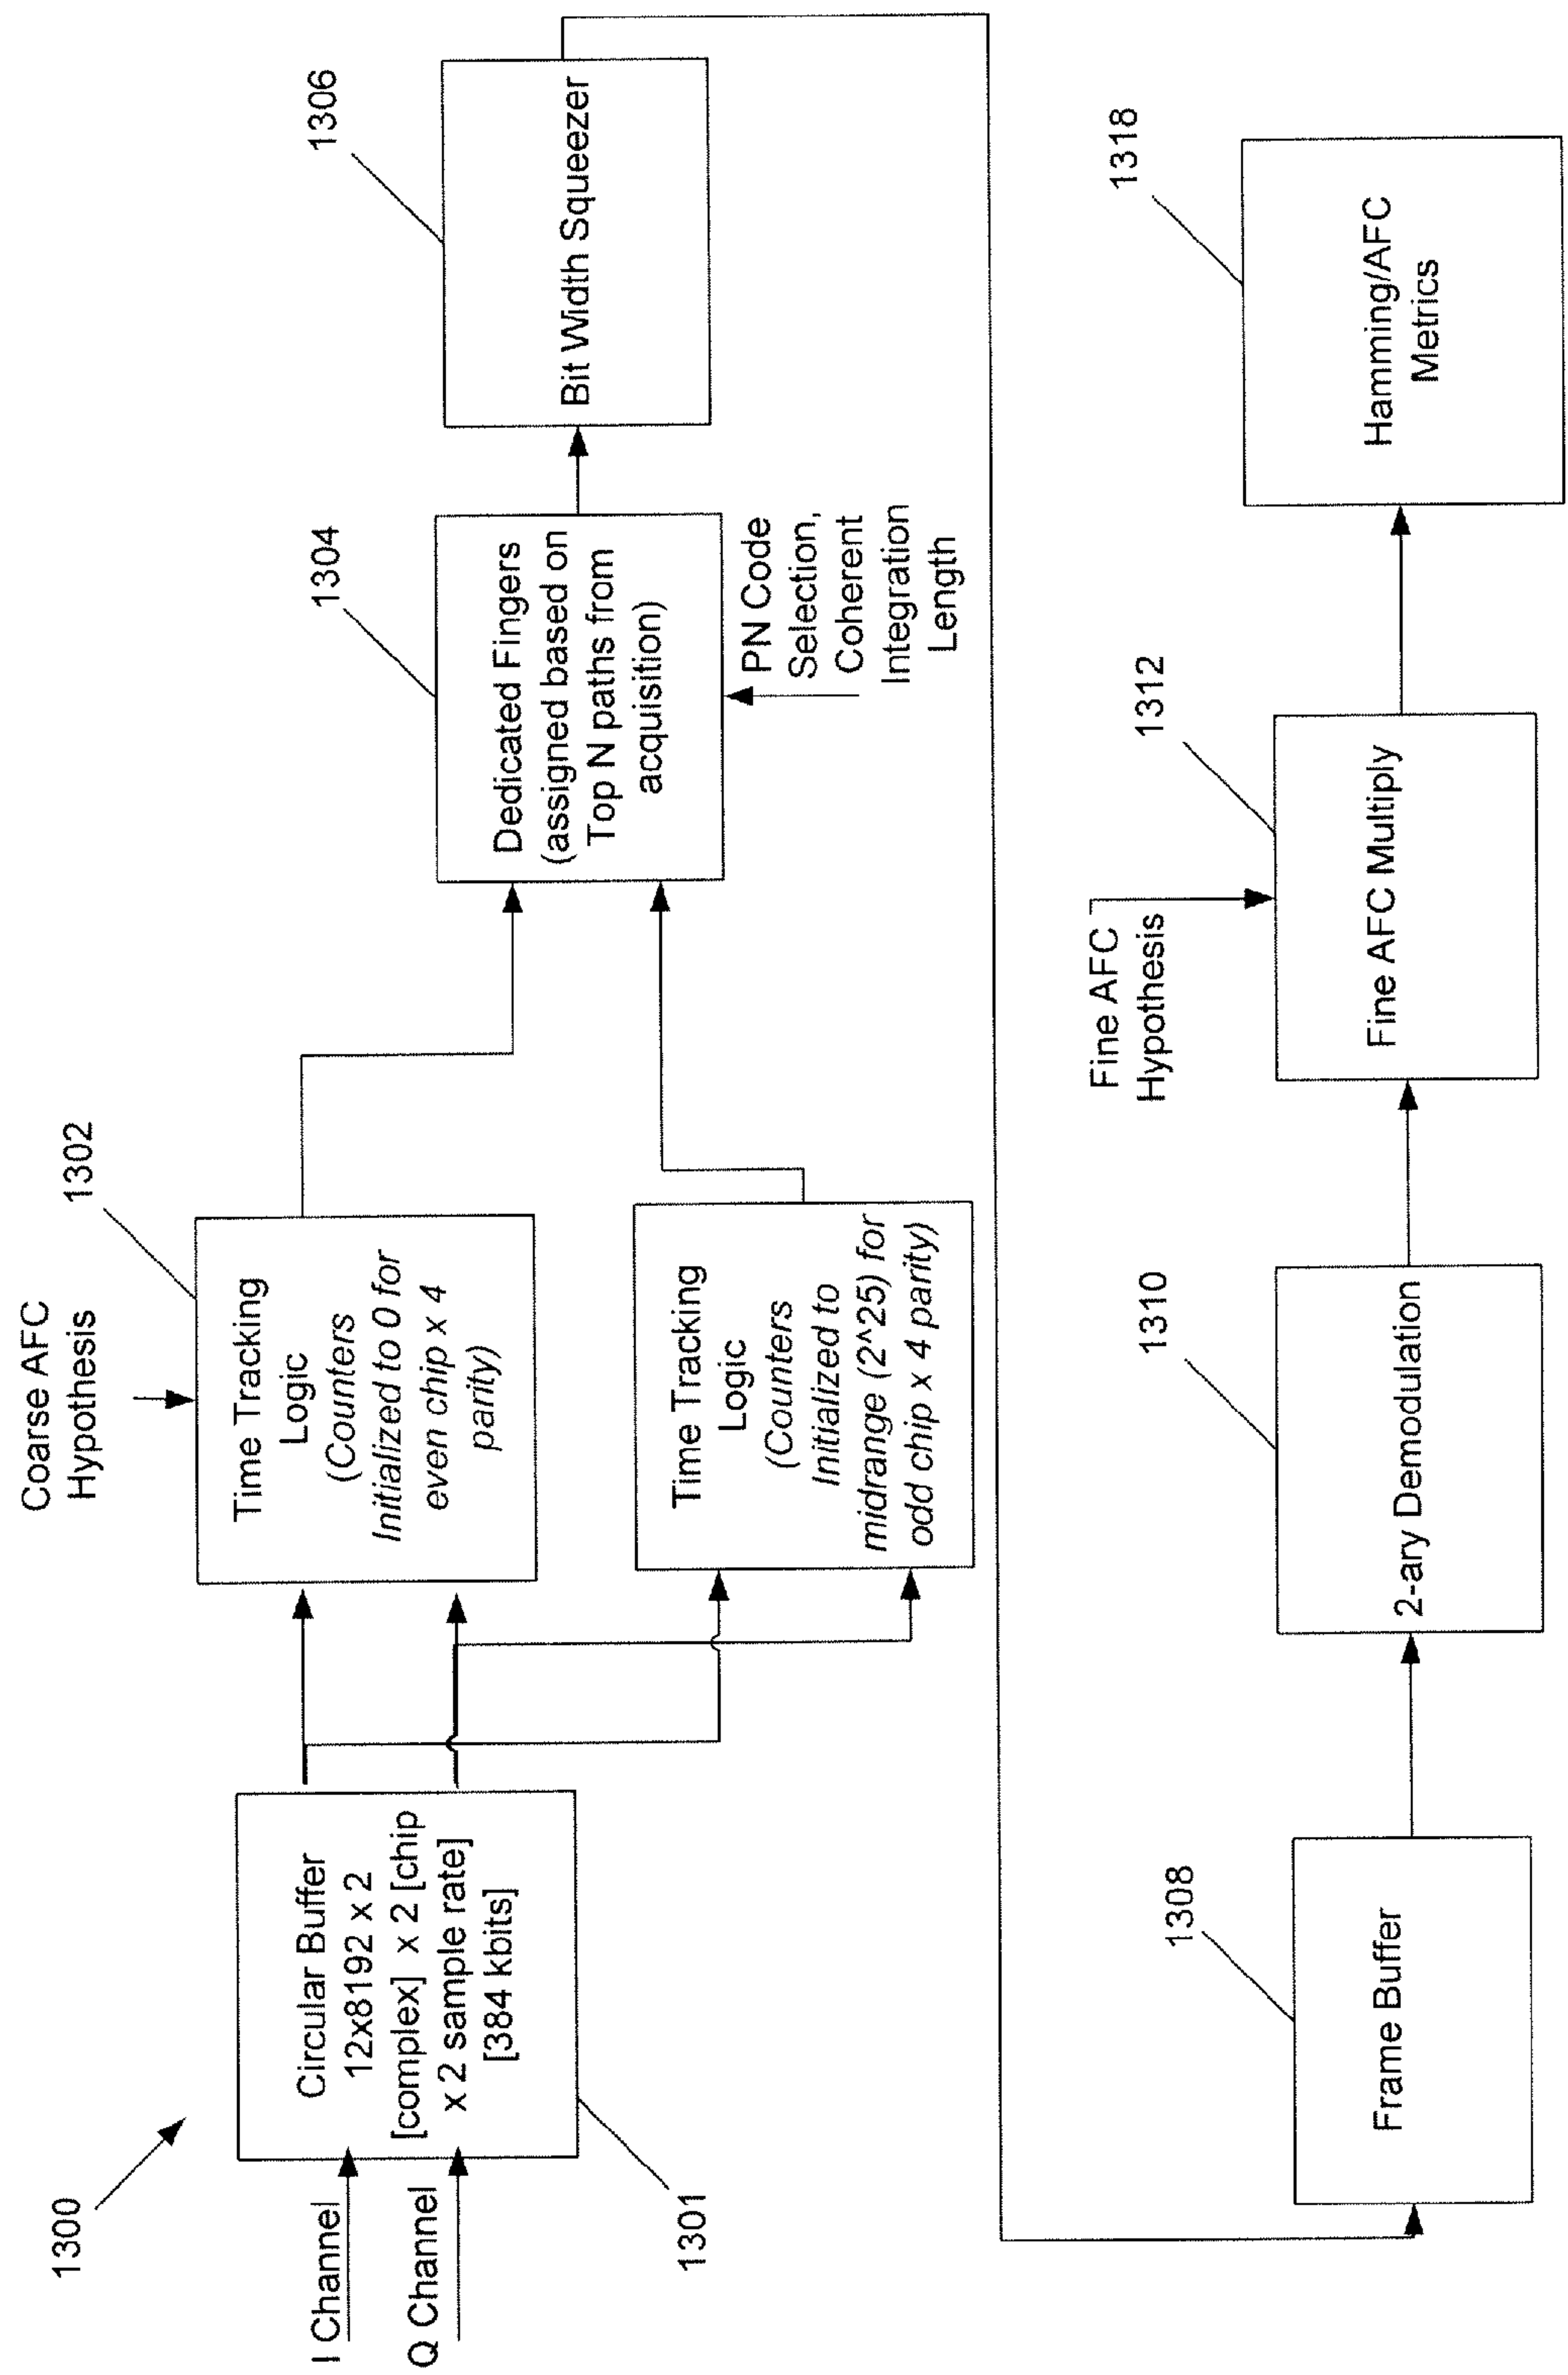 1300
I Channel
Q Channel
1301
Circular Buffer
12x8192 x 2
[complex] x 2 [chip
x 2 sample rate]
[384 kbits]
Coarse AFC
Hypothesis
1302
Time Tracking
Logic
(Counters
Initialized to 0 for
even chip x 4
parity)
Time Tracking
Logic
(Counters
Initialized to
midrange (2^25) for
odd chip x 4 parity)
1304
Dedicated Fingers
(assigned based on
Top N paths from
acquisition)
PN Code
Selection,
Coherent
Integration
Length
1306
Bit Width Squeezer
1308
Frame Buffer
1310
2-ary Demodulation
Fine AFC
Hypothesis
1312
Fine AFC Multiply
1318
Hamming/AFC
Metrics